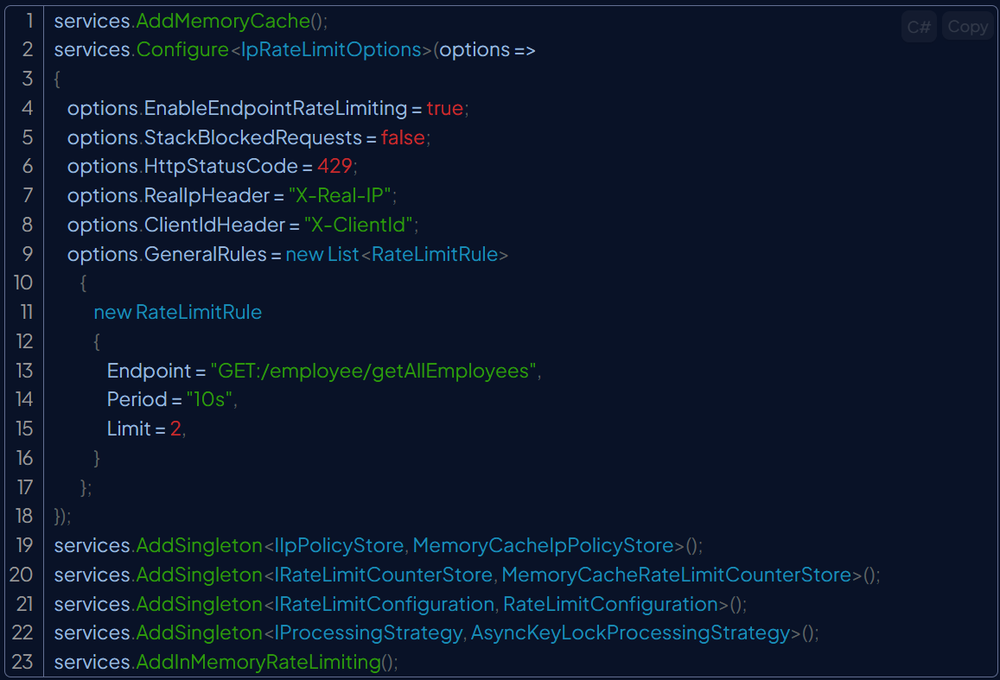 C# Copy
1 services.AddMemoryCache();
2 services.Configure<IpRateLimitOptions>(options =>
3 {
4 options.EnableEndpointRateLimiting = true;
5 options.StackBlockedRequests = false;
6 options.HttpStatusCode = 429;
7 options.RealIpHeader = "X-Real-IP";
8 options.ClientIdHeader = "X-ClientId";
9 options.GeneralRules = new List<RateLimitRule>
10 {
11 new RateLimitRule
12 {
13 Endpoint = "GET:/employee/getAllEmployees",
14 Period = "10s",
15 Limit = 2,
16 }
17 };
18 });
19 services.AddSingleton<IIpPolicyStore, MemoryCacheIpPolicyStore>();
20 services.AddSingleton<IRateLimitCounterStore, MemoryCacheRateLimitCounterStore>();
21 services.AddSingleton<IRateLimitConfiguration, RateLimitConfiguration>();
22 services.AddSingleton<IProcessingStrategy, AsyncKeyLockProcessingStrategy>();
23 services.AddInMemoryRateLimiting();